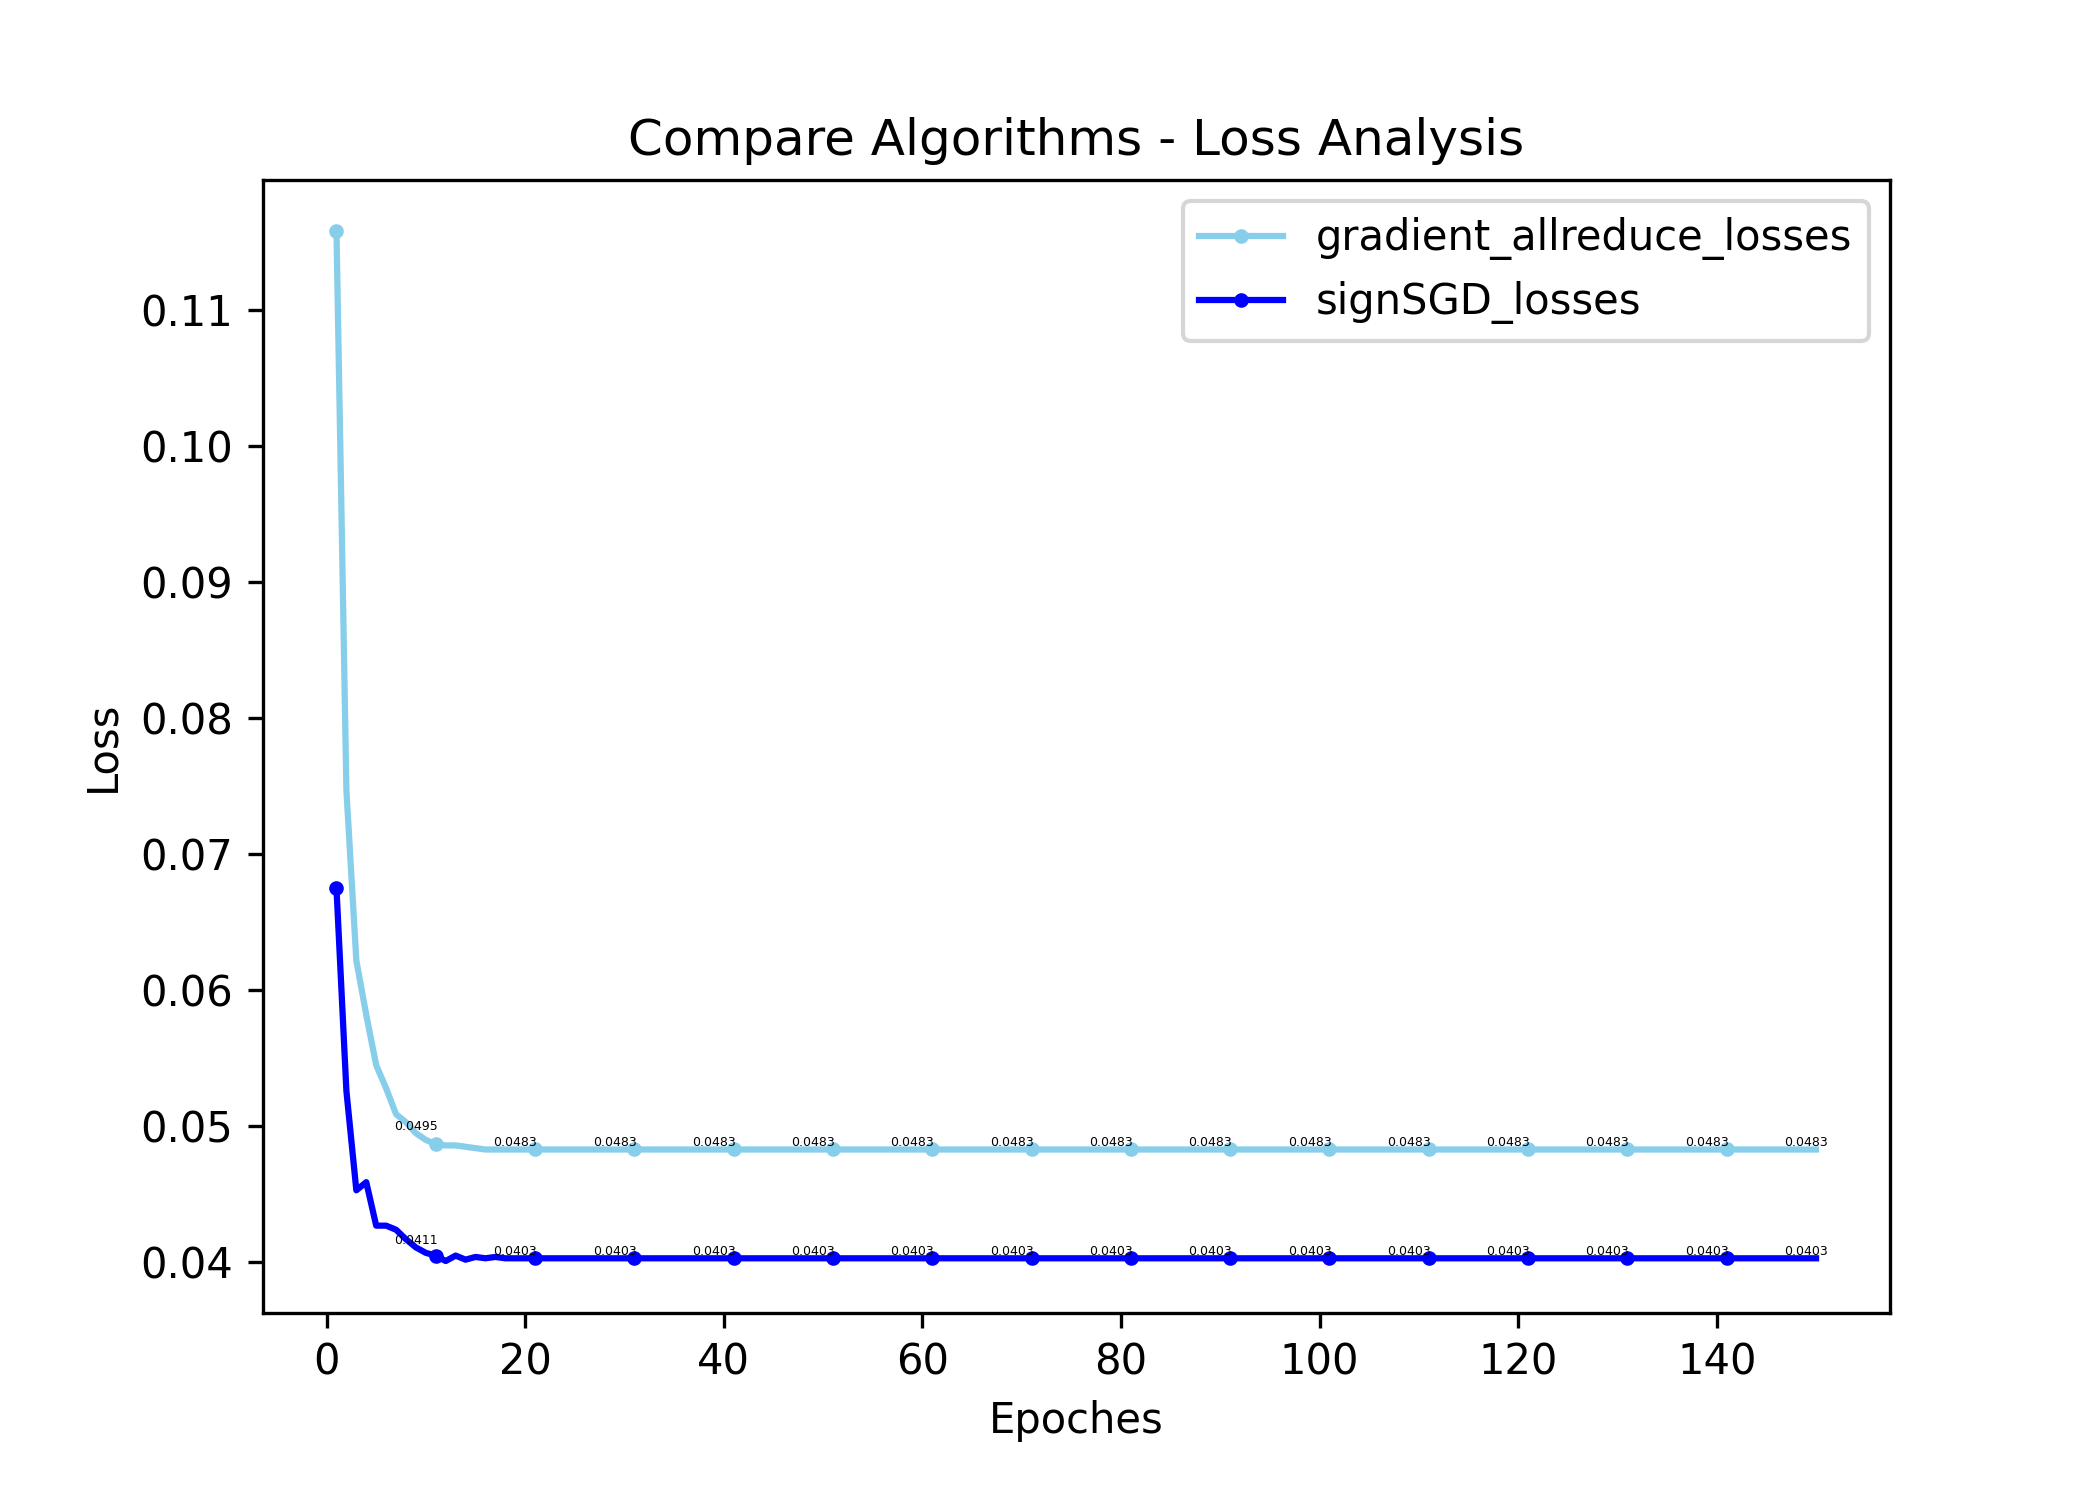 Compare Algorithms - Loss Analysis
gradient_allreduce_losses
signSGD_losses
0.11
0.10
0.09
0.08
0.07
0.06
0.05
0.04
Loss
0.0495
0.0483 0.0483 0.0483 0.0483 0.0483 0.0483 0.0483 0.0483 0.0483 0.0483 0.0483 0.0483 0.0483 0.0483
0.0411
0.0403 0.0403 0.0403 0.0403 0.0403 0.0403 0.0403 0.0403 0.0403 0.0403 0.0403 0.0403 0.0403 0.0403
0 20 40 60 80 100 120 140
Epoches